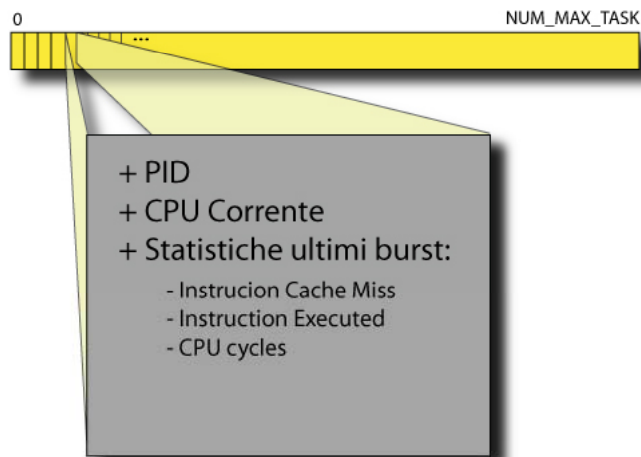 0 NUM_MAX_TASK
...
+ PID
+ CPU Corrente
+ Statistiche ultimi burst:
- Instrucion Cache Miss
- Instruction Executed
- CPU cycles